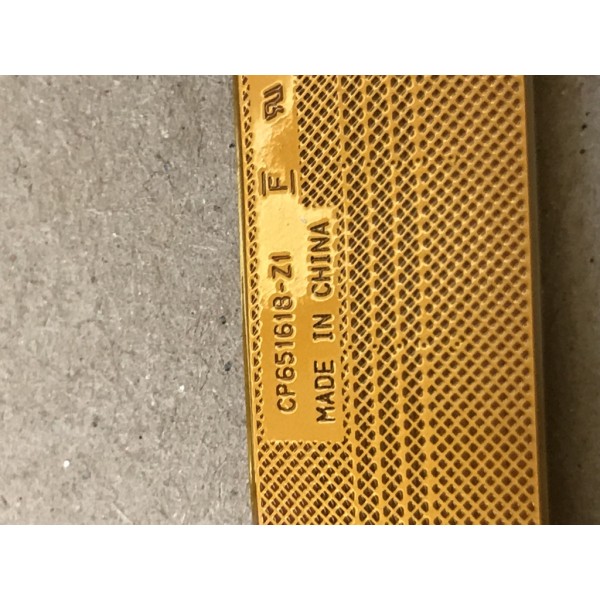 CP651618-Z1 F
MADE IN CHINA